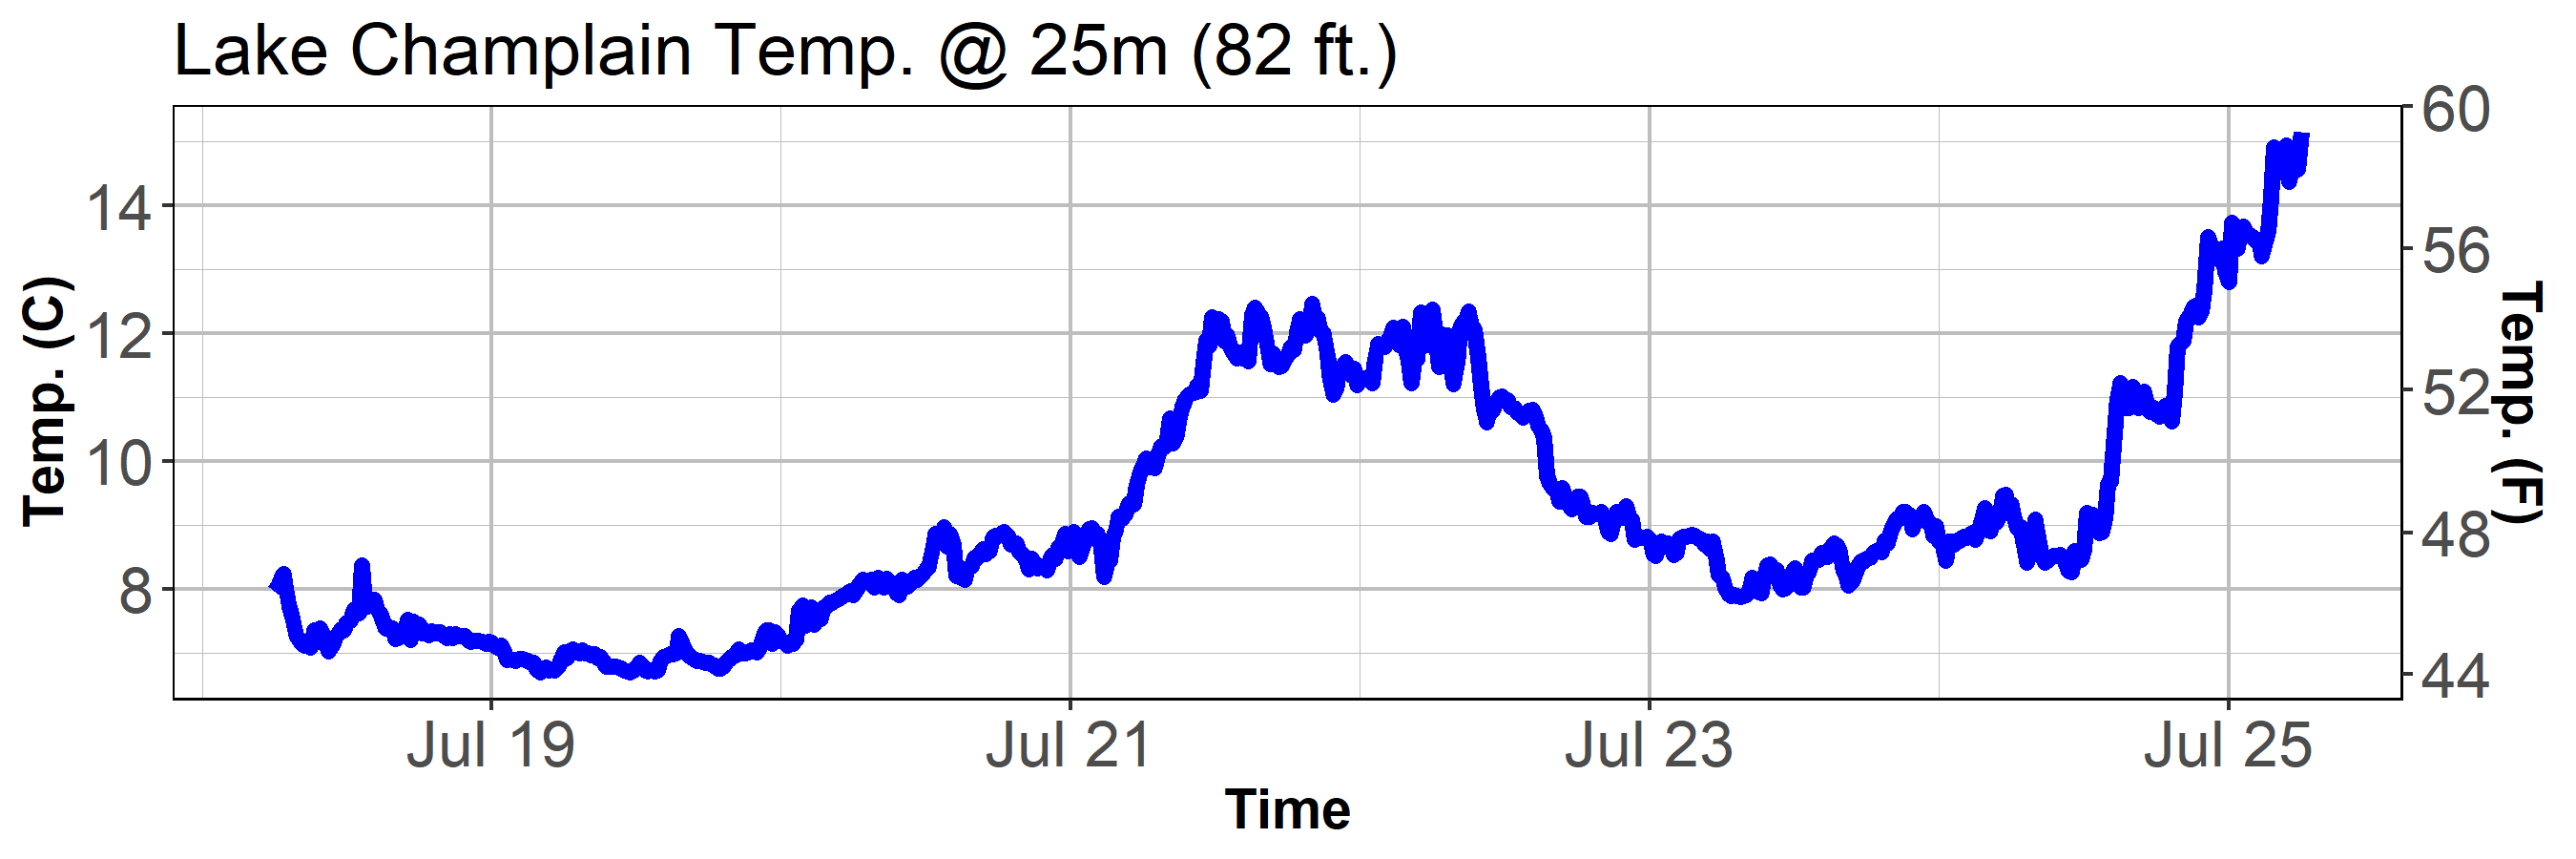 Lake Champlain Temp. @ 25m (82 ft.)
Temp. (C)
14
12
10
8
60
56
52
48
44
Temp. (F)
Jul 19 Jul 21 Jul 23 Jul 25
Time